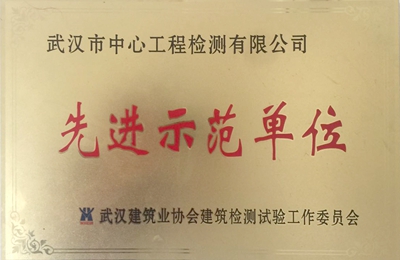 武汉市中心工程检测有限公司
先进示范单位
武汉建筑业协会建筑检测试验工作委员会